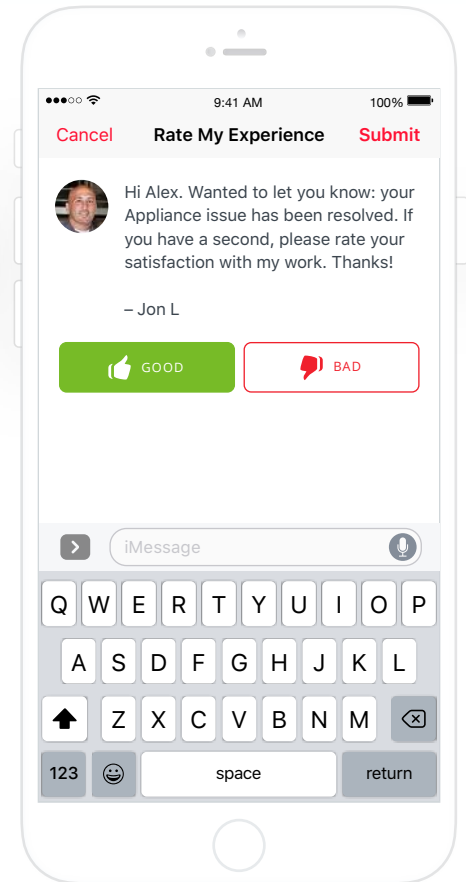 9:41 AM
100%
Cancel
Rate My Experience
Submit
Hi Alex. Wanted to let you know: your
Appliance issue has been resolved. If
you have a second, please rate your
satisfaction with my work. Thanks!
– Jon L
GOOD
BAD
iMessage
Q W E R T Y U I O P
A S D F G H J K L
Z X C V B N M
123
space
return